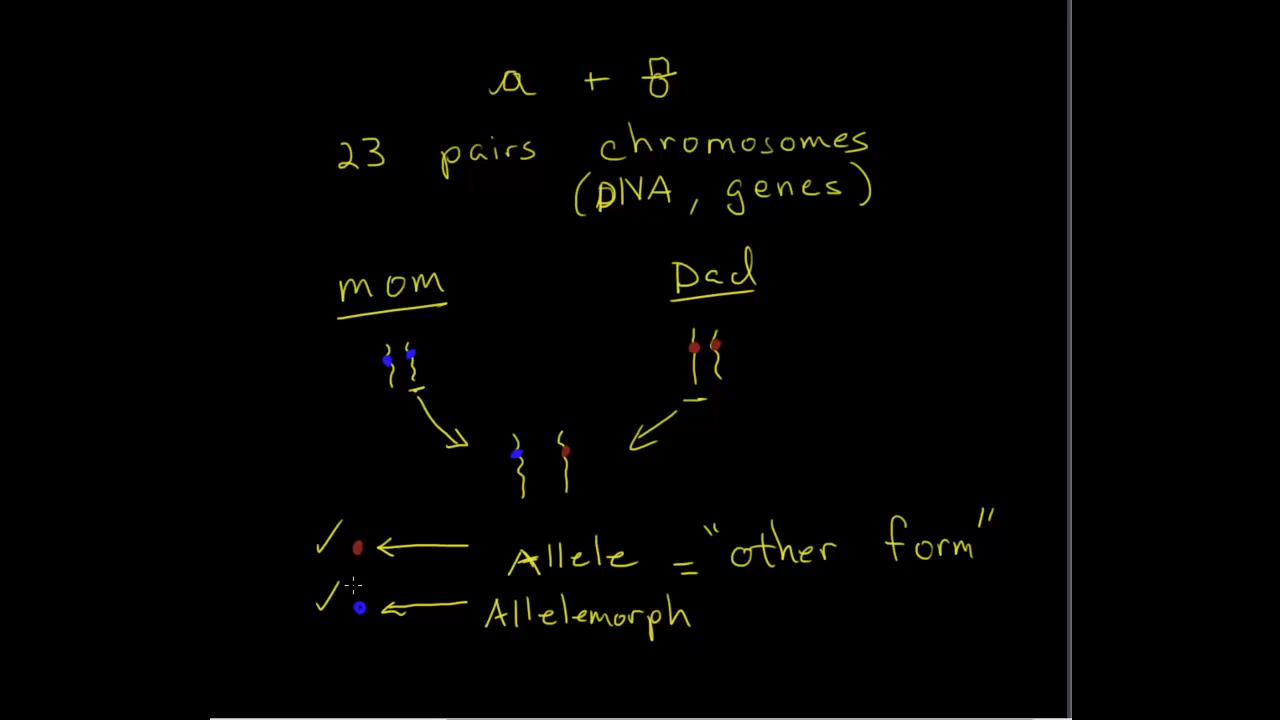 a +
23 pairs chromosomes
(DNA, genes)
mom
Dad
Allele = "other form"
Allelemorph